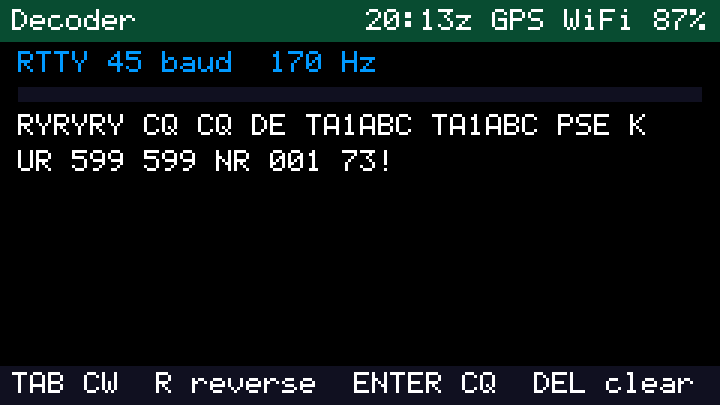 Decoder 20:13z GPS WiFi 87%
RTTY 45 baud 170 Hz
RYRYRY CQ CQ DE TA1ABC TA1ABC PSE K
UR 599 599 NR 001 73!
TAB CW R reverse ENTER CQ DEL clear